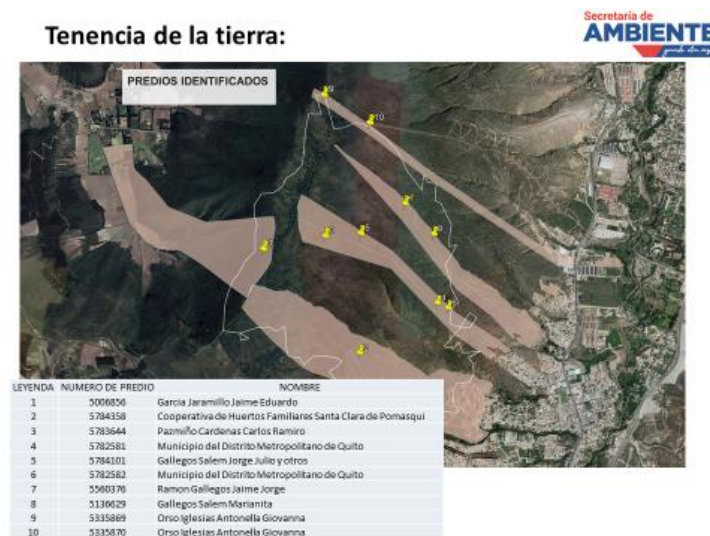 Tenencia de la tierra:
Secretaría de
AMBIENTE
PREDIOS IDENTIFICADOS
9
10
LEYENDA NUMERO DE PREDIO NOMBRE
1 5006856 Garcia Jaramillo Jaime Eduardo
2 5784358 Cooperativa de Huertos Familiares Santa Clara de Pomasqui
3 5783644 Pazmiño Cardenas Carlos Ramiro
4 5782581 Municipio del Distrito Metropolitano de Quito
5 5784101 Gallegos Salem Jorge Julio y otros
6 5782582 Municipio del Distrito Metropolitano de Quito
7 5560376 Ramon Gallegos Jaime Jorge
8 5136629 Gallegos Salem Marianita
9 5335869 Orso Iglesias Antonella Giovanna
10 5335870 Orso Iglesias Antonella Giovanna